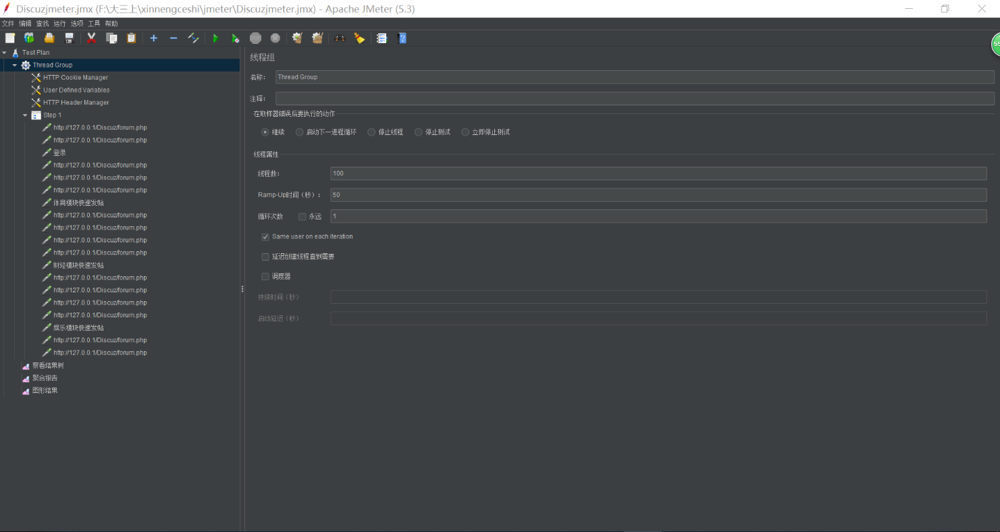 Discuzjmeter.jmx (F:\大三上\xinnengceshi\jmeter\Discuzjmeter.jmx) - Apache JMeter (5.3)
文件 编辑 查找 运行 选项 工具 帮助
Test Plan
Thread Group
HTTP Cookie Manager
User Defined Variables
HTTP Header Manager
Step 1
http://127.0.0.1/Discuz/forum.php
http://127.0.0.1/Discuz/forum.php
登录
http://127.0.0.1/Discuz/forum.php
http://127.0.0.1/Discuz/forum.php
http://127.0.0.1/Discuz/forum.php
体育模块快速发帖
http://127.0.0.1/Discuz/forum.php
http://127.0.0.1/Discuz/forum.php
http://127.0.0.1/Discuz/forum.php
http://127.0.0.1/Discuz/forum.php
财经模块快速发帖
http://127.0.0.1/Discuz/forum.php
http://127.0.0.1/Discuz/forum.php
http://127.0.0.1/Discuz/forum.php
http://127.0.0.1/Discuz/forum.php
娱乐模块快速发帖
http://127.0.0.1/Discuz/forum.php
http://127.0.0.1/Discuz/forum.php
察看结果树
聚合报告
图形结果
线程组
名称: Thread Group
注释:
在取样器错误后要执行的动作
继续 启动下一进程循环 停止线程 停止测试 立即停止测试
线程属性
线程数: 100
Ramp-Up时间（秒）: 50
循环次数 永远 1
Same user on each iteration
延迟创建线程直到需要
调度器
持续时间（秒）
启动延迟（秒）